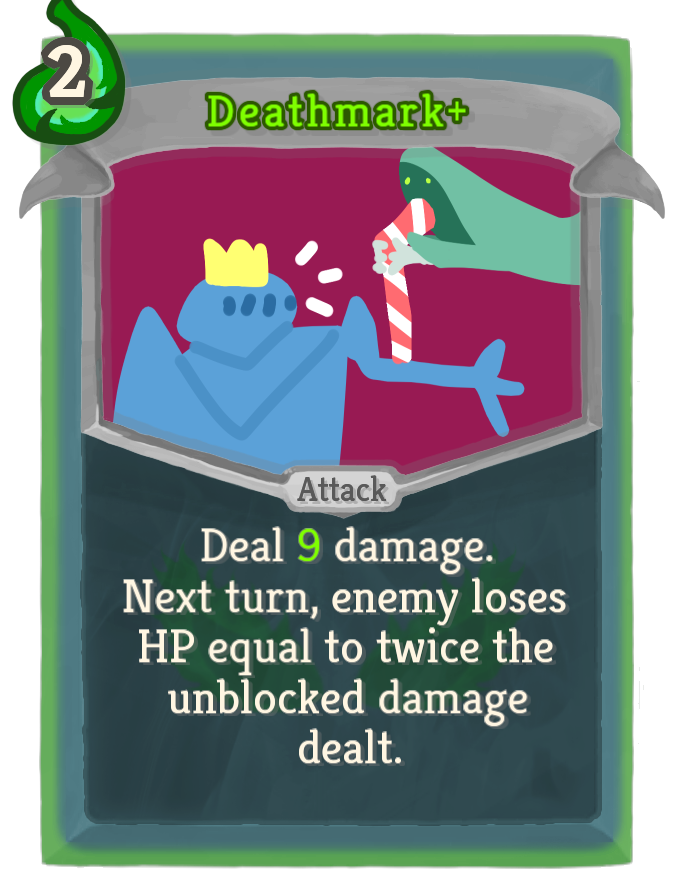 2
Deathmark+
Attack
Deal 9 damage.
Next turn, enemy loses
HP equal to twice the
unblocked damage
dealt.